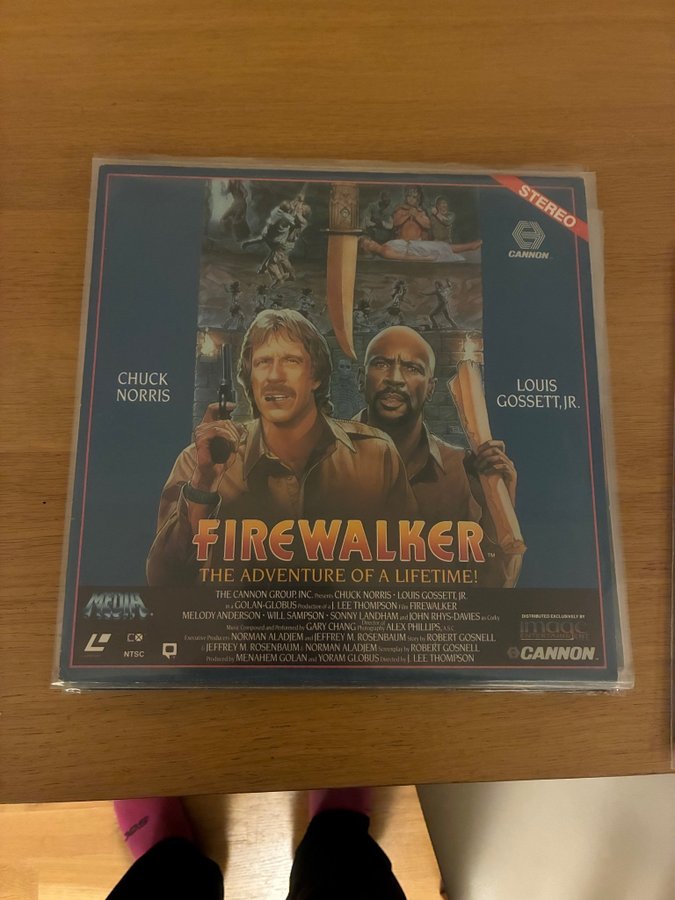 STEREO
CANNON
CHUCK
NORRIS
LOUIS
GOSSETT, JR.
FIREWALKER™
THE ADVENTURE OF A LIFETIME!
THE CANNON GROUP, INC. Presents CHUCK NORRIS · LOUIS GOSSETT, JR.
in a GOLAN-GLOBUS Production of a J. LEE THOMPSON Film FIREWALKER
MELODY ANDERSON · WILL SAMPSON · SONNY LANDHAM and JOHN RHYS-DAVIES as Corky
Music Composed and Performed by GARY CHANG Director of Photography ALEX PHILLIPS, A.S.C.
Executive Producers NORMAN ALADJEM and JEFFREY M. ROSENBAUM Story by ROBERT GOSNELL
& JEFFREY M. ROSENBAUM & NORMAN ALADJEM Screenplay by ROBERT GOSNELL
Produced by MENAHEM GOLAN and YORAM GLOBUS Directed by J. LEE THOMPSON
MEDIA
CX
NTSC
DISTRIBUTED EXCLUSIVELY BY
image
ENTERTAINMENT
CANNON